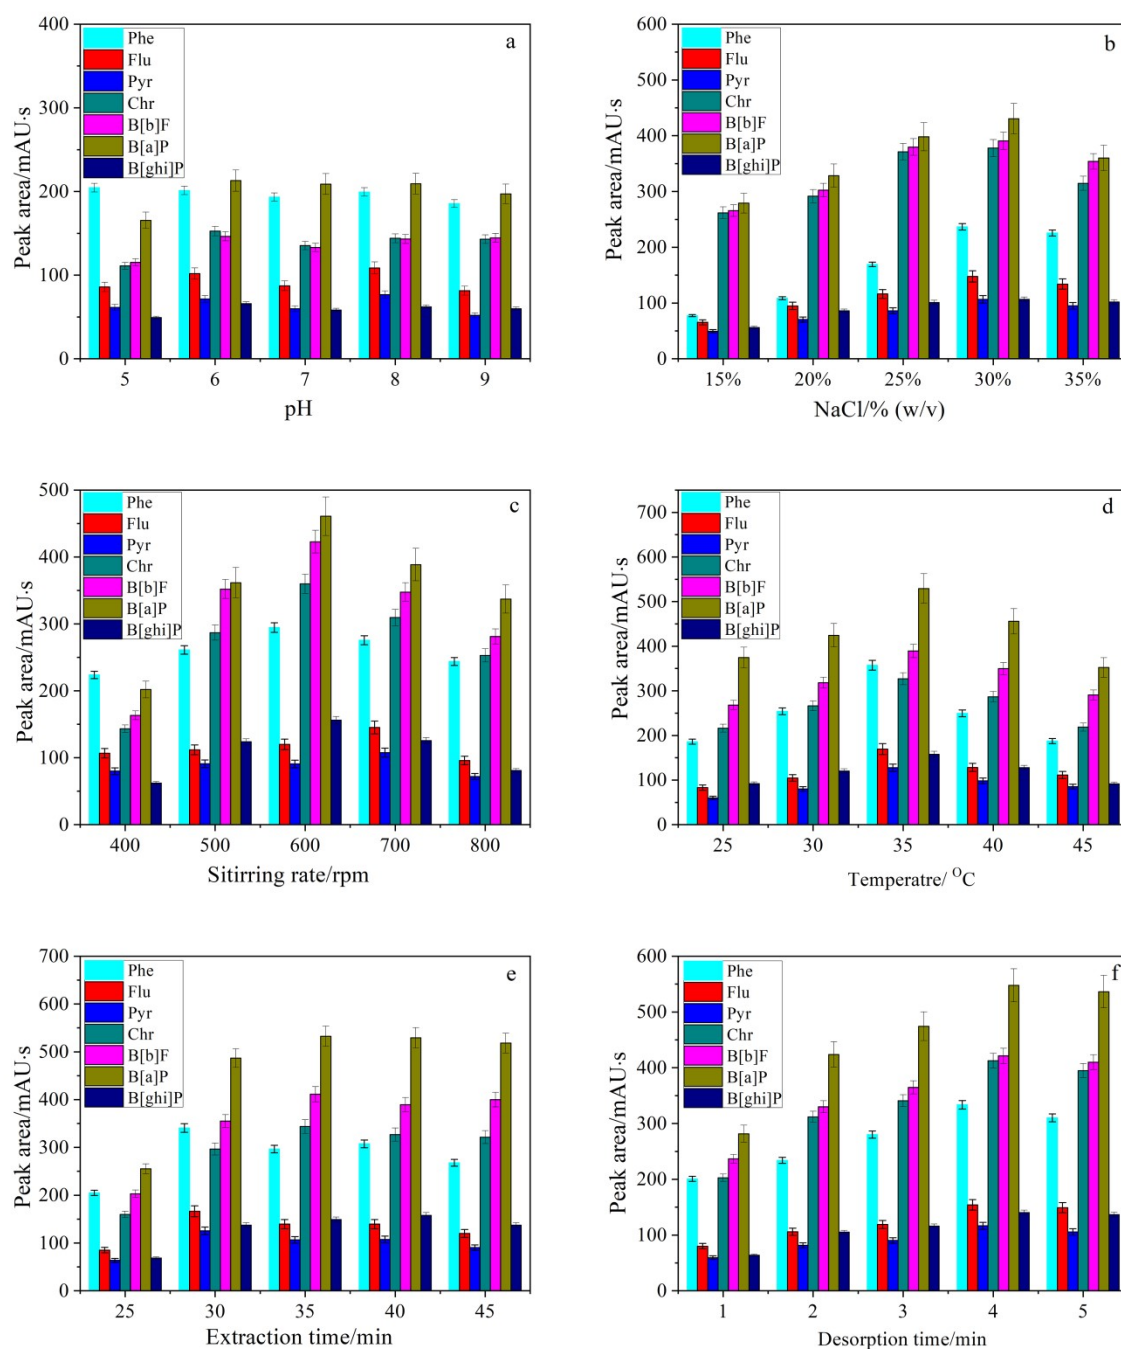 a
Phe
Flu
Pyr
Chr
B[b]F
B[a]P
B[ghi]P
400
300
200
100
0
Peak area/mAU·s
5 6 7 8 9
pH
b
Phe
Flu
Pyr
Chr
B[b]F
B[a]P
B[ghi]P
600
500
400
300
200
100
0
Peak area/mAU·s
15% 20% 25% 30% 35%
NaCl/% (w/v)
c
Phe
Flu
Pyr
Chr
B[b]F
B[a]P
B[ghi]P
500
400
300
200
100
0
Peak area/mAU·s
400 500 600 700 800
Sitirring rate/rpm
d
Phe
Flu
Pyr
Chr
B[b]F
B[a]P
B[ghi]P
700
600
500
400
300
200
100
0
Peak area/mAU·s
25 30 35 40 45
Temperatre/ °C
e
Phe
Flu
Pyr
Chr
B[b]F
B[a]P
B[ghi]P
700
600
500
400
300
200
100
0
Peak area/mAU·s
25 30 35 40 45
Extraction time/min
f
Phe
Flu
Pyr
Chr
B[b]F
B[a]P
B[ghi]P
600
500
400
300
200
100
0
Peak area/mAU·s
1 2 3 4 5
Desorption time/min